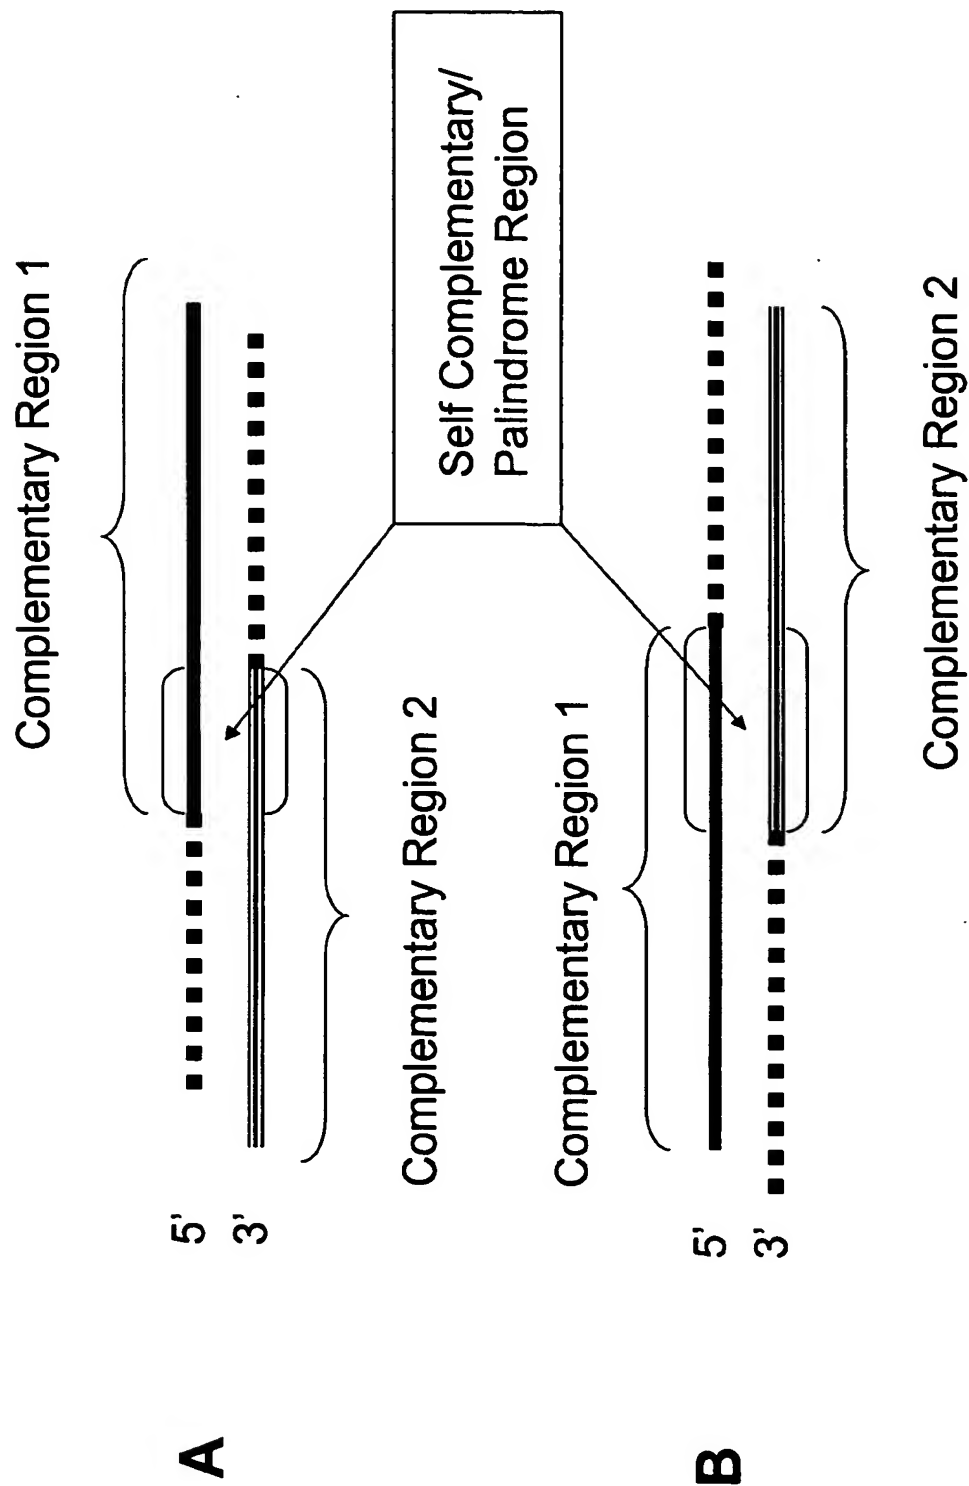 A
5'
3'
Complementary Region 1
Complementary Region 2
Self Complementary/
Palindrome Region
B
5'
3'
Complementary Region 1
Complementary Region 2